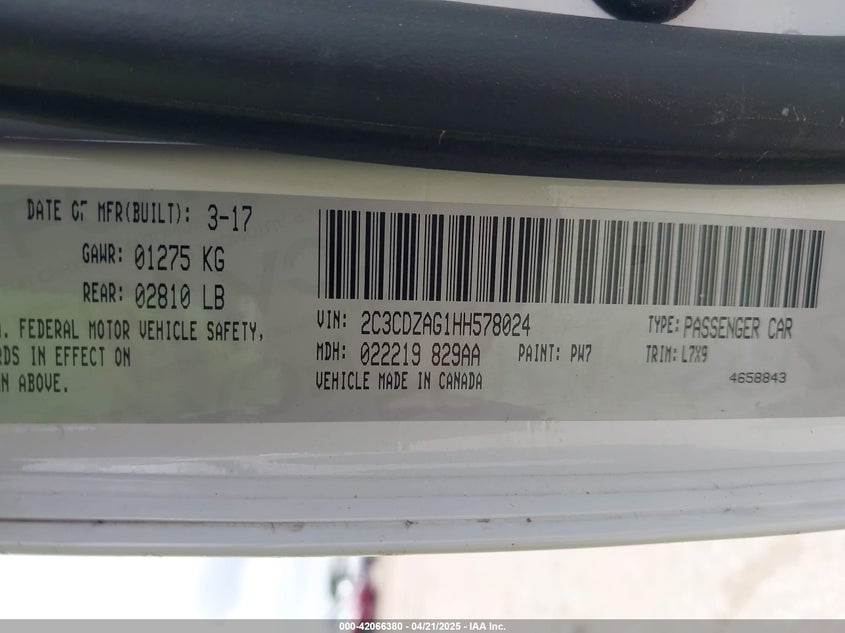 DATE OF MFR(BUILT): 3-17
GAWR: 01275 KG
REAR: 02810 LB
FEDERAL MOTOR VEHICLE SAFETY,
IN EFFECT ON
ABOVE.
VIN: 2C3CDZAG1HH578024 TYPE: PASSENGER CAR
MDH: 022219 829AA PAINT: PW7 TRIM: L7X9
VEHICLE MADE IN CANADA 4658843
000-42066380 - 04/21/2025 - IAA Inc.